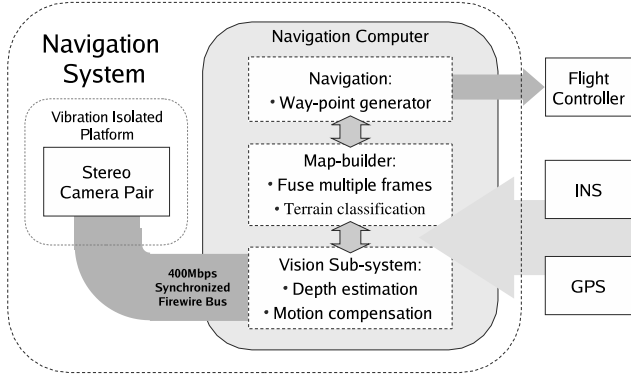 Navigation
System
Vibration Isolated
Platform
Stereo
Camera Pair
400Mbps
Synchronized
Firewire Bus
Navigation Computer
Navigation:
• Way-point generator
Map-builder:
• Fuse multiple frames
• Terrain classification
Vision Sub-system:
• Depth estimation
• Motion compensation
Flight
Controller
INS
GPS